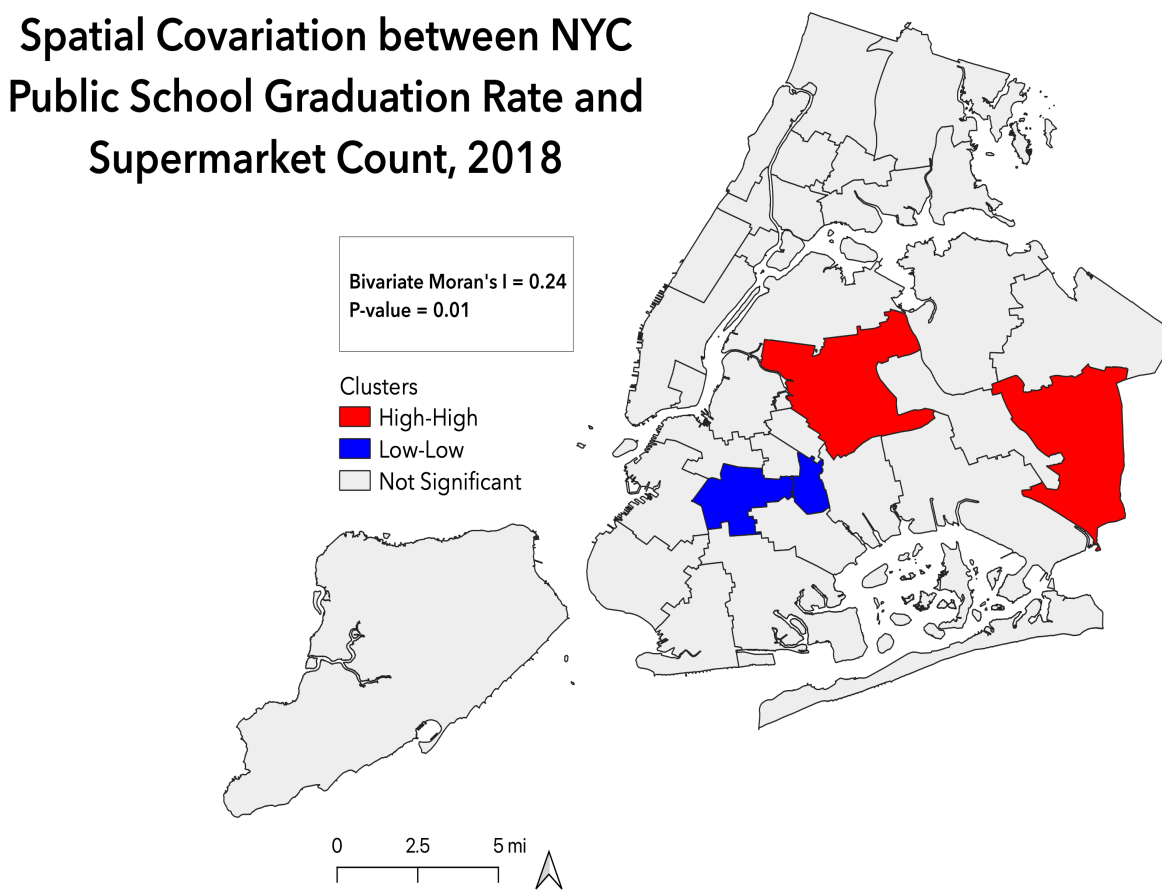 Spatial Covariation between NYC
Public School Graduation Rate and
Supermarket Count, 2018
Bivariate Moran's I = 0.24
P-value = 0.01
Clusters
High-High
Low-Low
Not Significant
0 2.5 5 mi